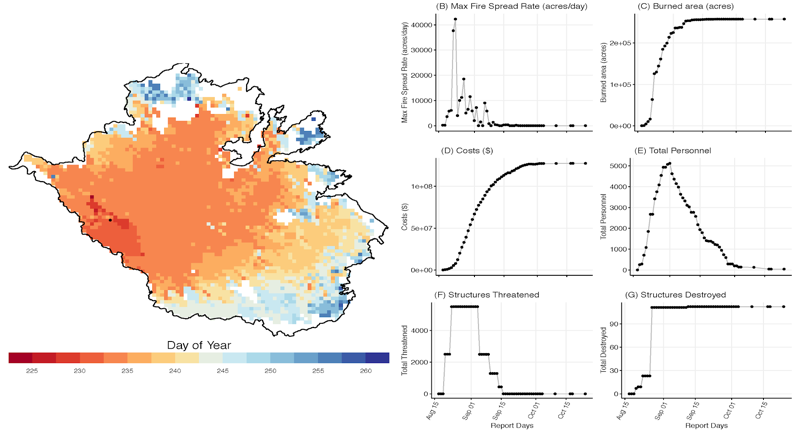 (B) Max Fire Spread Rate (acres/day)
Max Fire Spread Rate (acres/day)
40000
30000
20000
10000
0
(C) Burned area (acres)
Burned area (acres)
2e+05
1e+05
0e+00
(D) Costs ($)
Costs ($)
1e+08
5e+07
0e+00
(E) Total Personnel
Total Personnel
5000
4000
3000
2000
1000
0
Day of Year
225 230 235 240 245 250 255 260
(F) Structures Threatened
Total Threatened
4000
2000
0
Aug 15 Sep 01 Sep 15 Oct 01 Oct 15
Report Days
(G) Structures Destroyed
Total Destroyed
90
60
30
0
Aug 15 Sep 01 Sep 15 Oct 01 Oct 15
Report Days